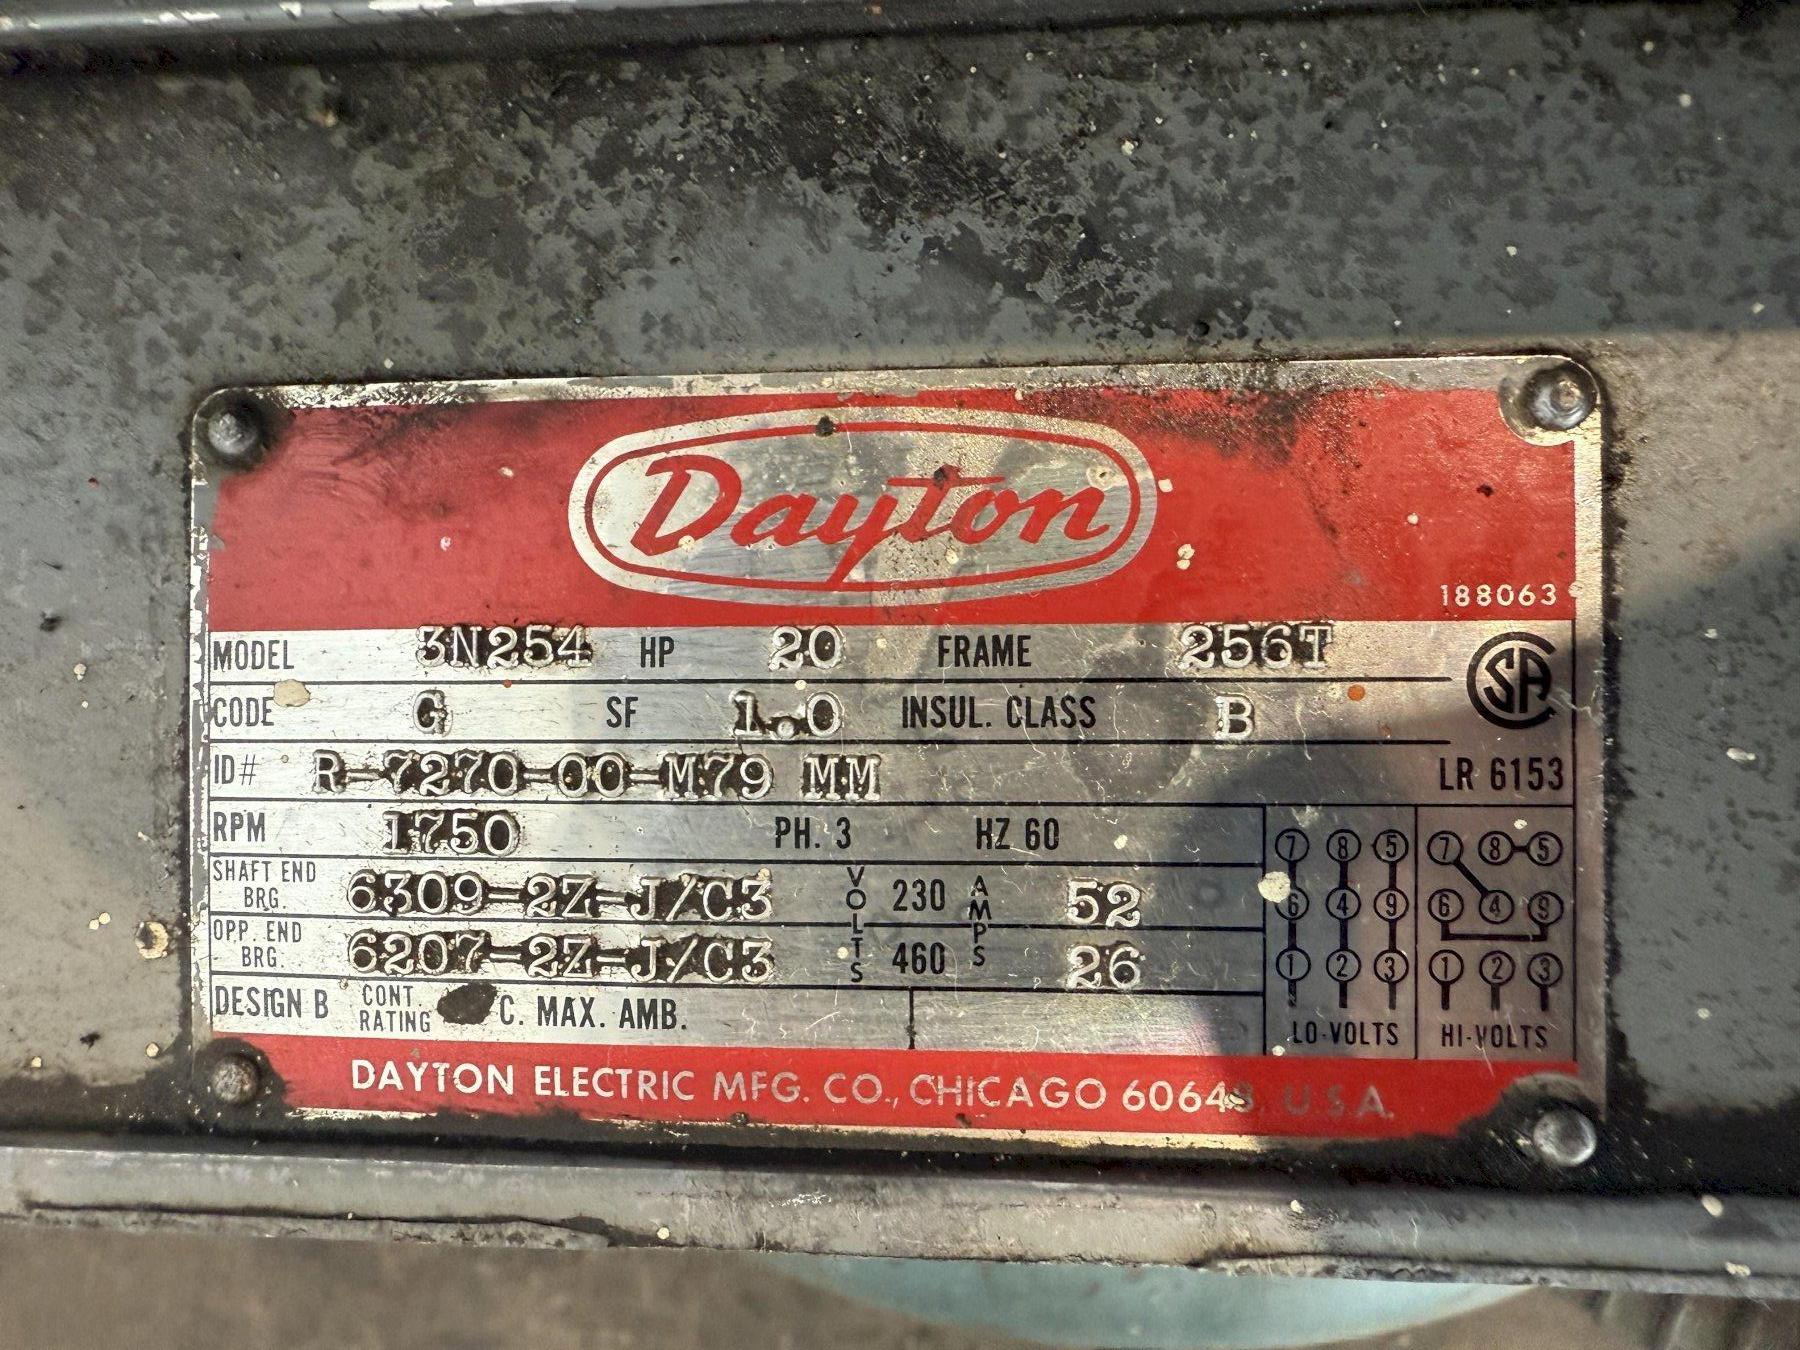 Dayton
188063
MODEL 3N254 HP 20 FRAME 256T
CODE G SF 1.0 INSUL. CLASS B
CSA
ID# R-7270-00-M79 MM LR 6153
RPM 1750 PH. 3 HZ 60
SHAFT END BRG. 6309-2Z-J/C3 VOLTS 230 AMPS 52
OPP. END BRG. 6207-2Z-J/C3 460 26
DESIGN B CONT. RATING C. MAX. AMB.
7 8 5 7 8 5
6 4 9 6 4 9
1 2 3 1 2 3
LO-VOLTS HI-VOLTS
DAYTON ELECTRIC MFG. CO., CHICAGO 60648, U.S.A.